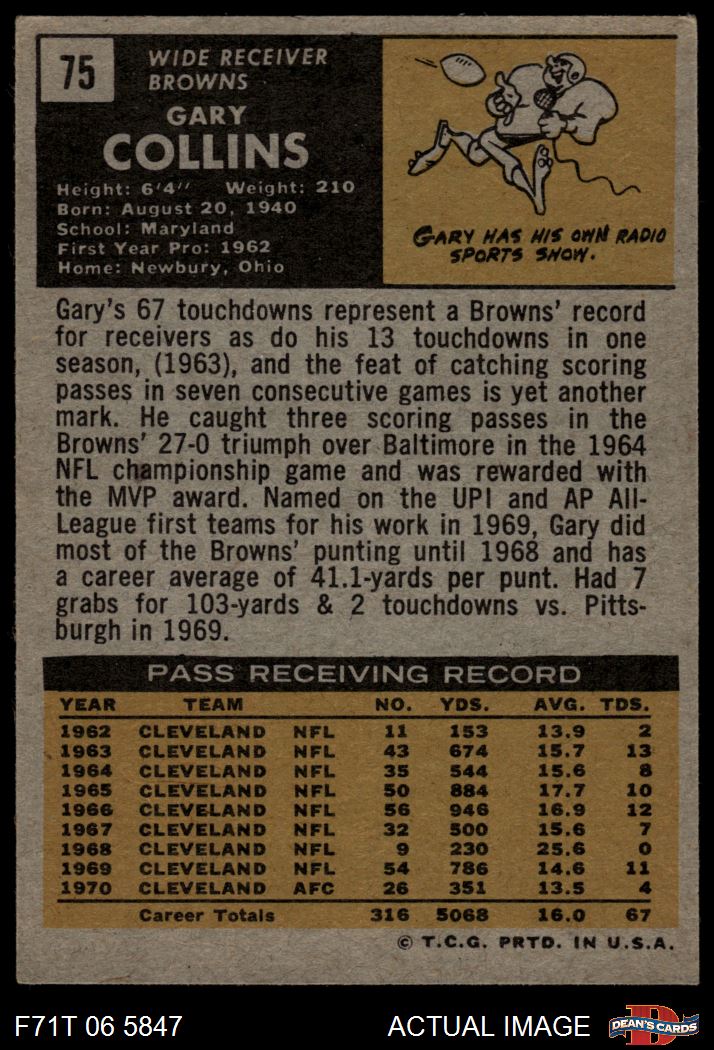 75
WIDE RECEIVER
BROWNS
GARY
COLLINS
Height: 6'4" Weight: 210
Born: August 20, 1940
School: Maryland
First Year Pro: 1962
Home: Newbury, Ohio
GARY HAS HIS OWN RADIO
SPORTS SHOW.
Gary's 67 touchdowns represent a Browns' record
for receivers as do his 13 touchdowns in one
season, (1963), and the feat of catching scoring
passes in seven consecutive games is yet another
mark. He caught three scoring passes in the
Browns' 27-0 triumph over Baltimore in the 1964
NFL championship game and was rewarded with
the MVP award. Named on the UPI and AP All-
League first teams for his work in 1969, Gary did
most of the Browns' punting until 1968 and has
a career average of 41.1-yards per punt. Had 7
grabs for 103-yards & 2 touchdowns vs. Pitts-
burgh in 1969.
PASS RECEIVING RECORD
YEAR TEAM NO. YDS. AVG. TDS.
1962 CLEVELAND NFL 11 153 13.9 2
1963 CLEVELAND NFL 43 674 15.7 13
1964 CLEVELAND NFL 35 544 15.6 8
1965 CLEVELAND NFL 50 884 17.7 10
1966 CLEVELAND NFL 56 946 16.9 12
1967 CLEVELAND NFL 32 500 15.6 7
1968 CLEVELAND NFL 9 230 25.6 0
1969 CLEVELAND NFL 54 786 14.6 11
1970 CLEVELAND AFC 26 351 13.5 4
Career Totals 316 5068 16.0 67
© T.C.G. PRTD. IN U.S.A.
F71T 06 5847 ACTUAL IMAGE
D
DEAN'S CARDS